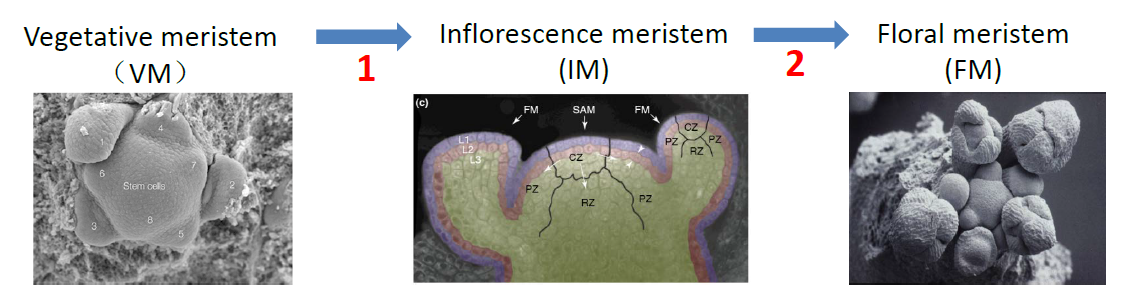 Vegetative meristem
（VM）
1
Inflorescence meristem
(IM)
2
Floral meristem
(FM)
4
7
6
Stem cells
2
3
8
5
(c)
FM
SAM
FM
L1
L2
L3
CZ
PZ
PZ
RZ
CZ
PZ
PZ
RZ